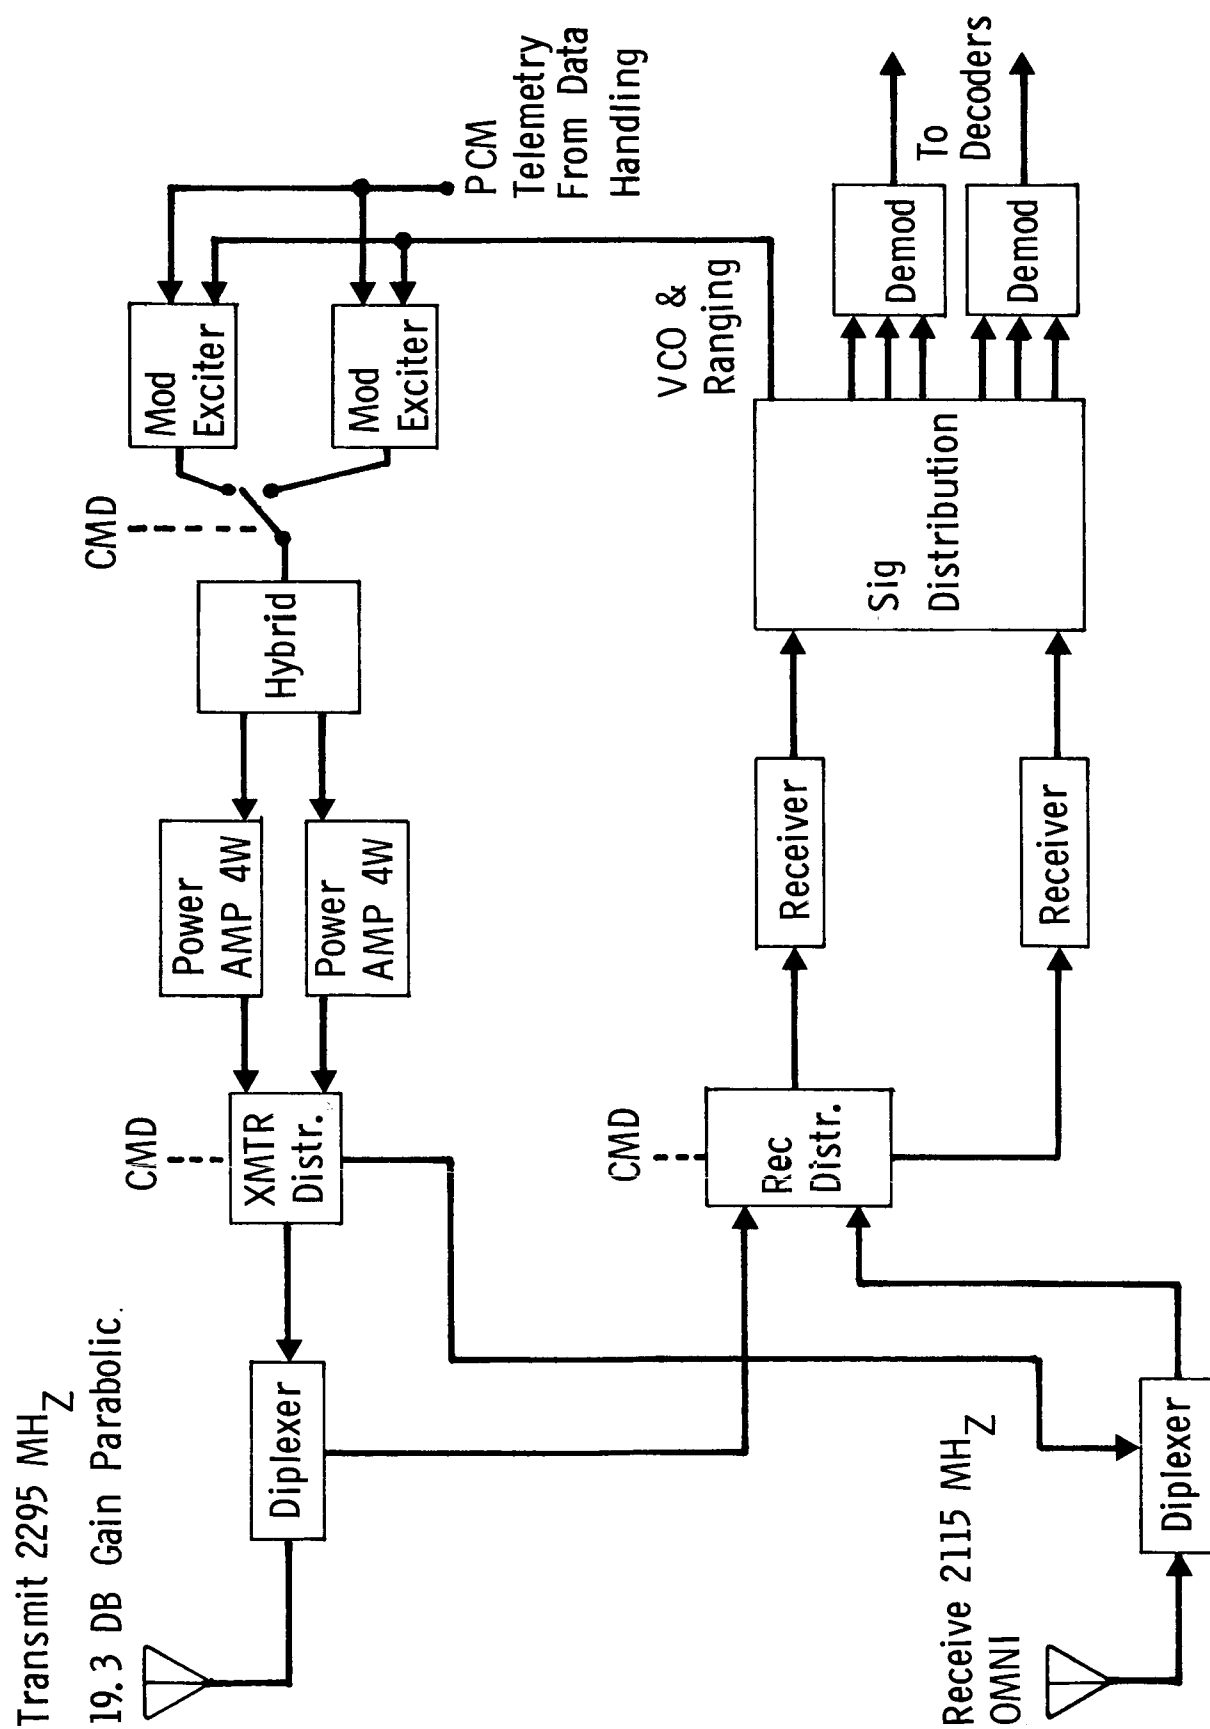 Transmit 2295 MHZ
19.3 DB Gain Parabolic.
Diplexer
CMD
XMTR
Distr.
Power
AMP 4W
Power
AMP 4W
Hybrid
CMD
Mod
Exciter
Mod
Exciter
PCM
Telemetry
From Data
Handling
Receive 2115 MHZ
OMNI
Diplexer
CMD
Rec
Distr.
Receiver
Receiver
Sig
Distribution
VCO &
Ranging
Demod
Demod
To
Decoders